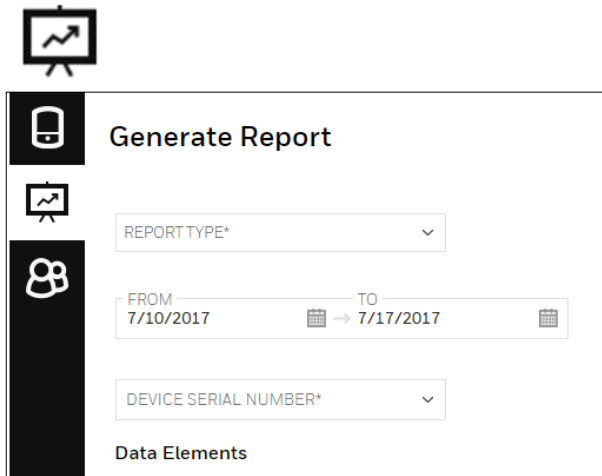 Generate Report
REPORT TYPE*
FROM TO
7/10/2017 7/17/2017
DEVICE SERIAL NUMBER*
Data Elements